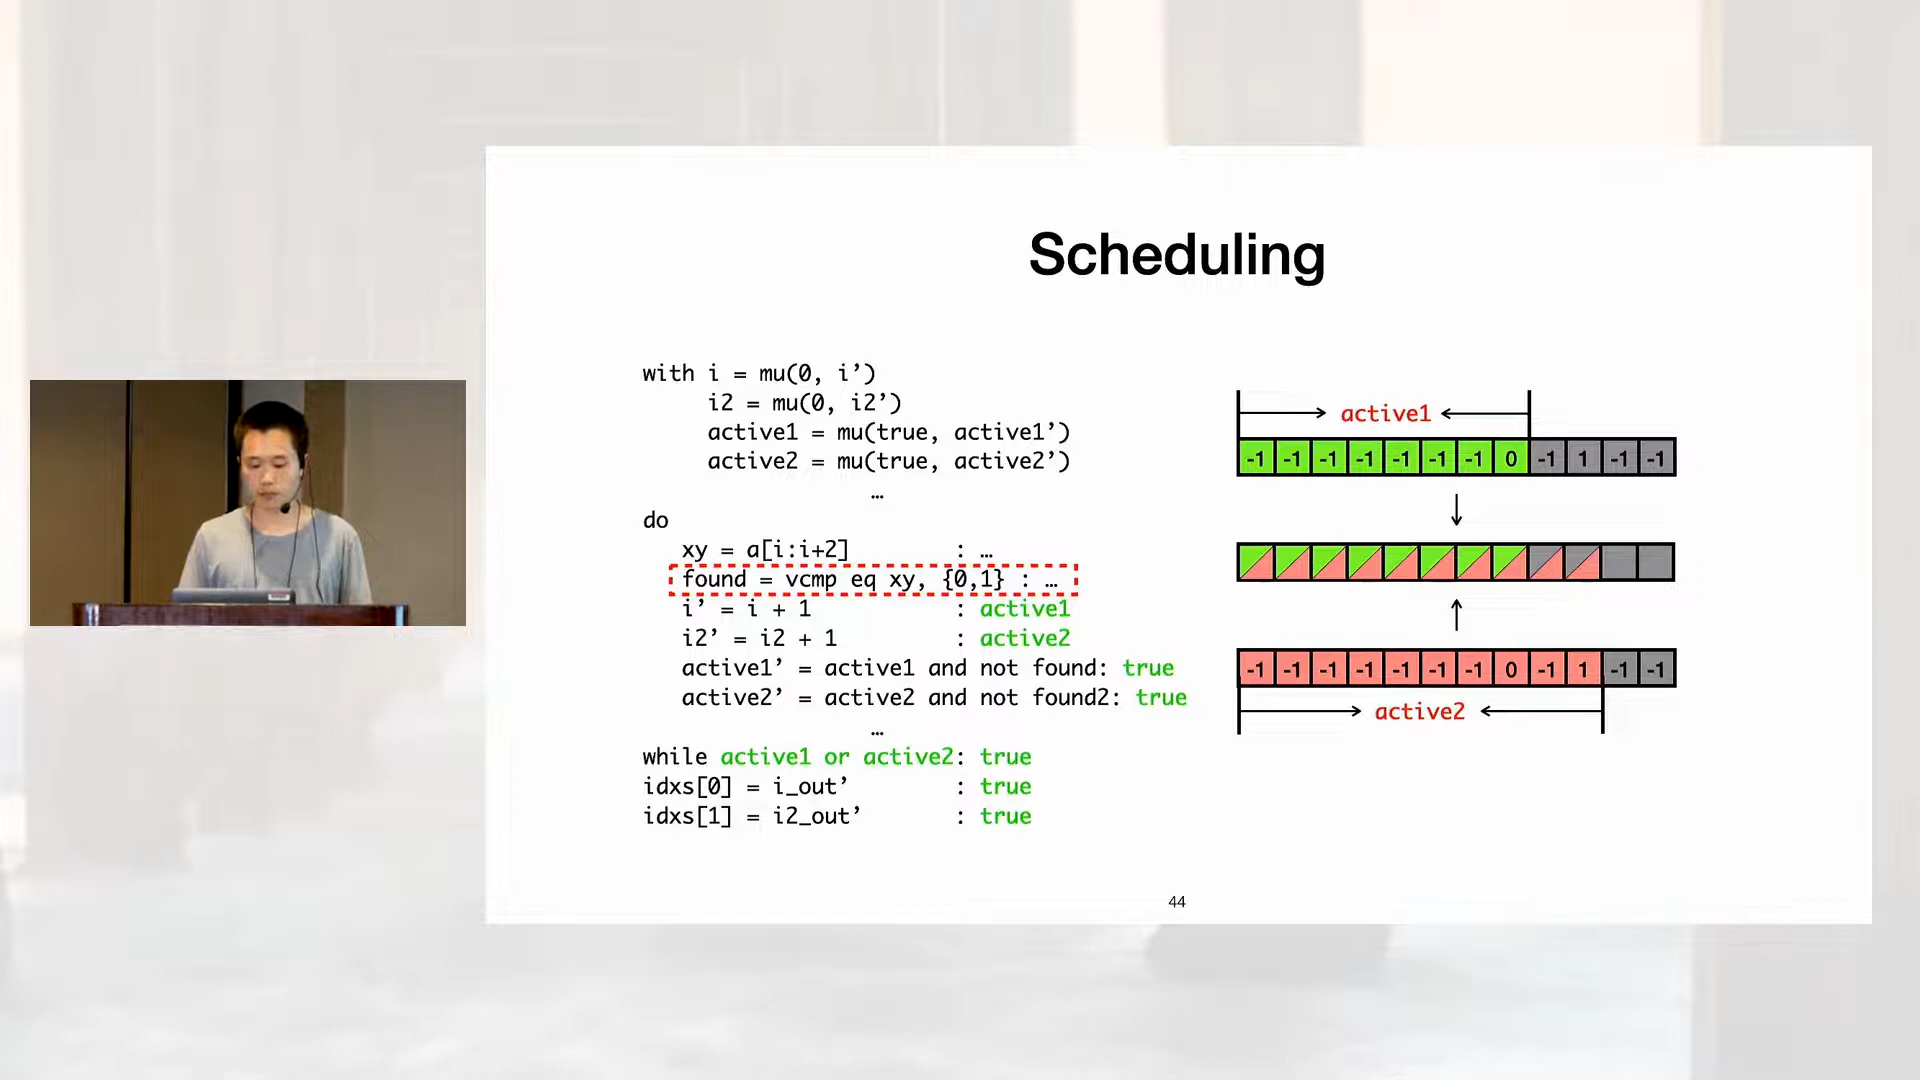 Scheduling
with i = mu(0, i’)
i2 = mu(0, i2’)
active1 = mu(true, active1’)
active2 = mu(true, active2’)
…
do
xy = a[i:i+2] : …
found = vcmp eq xy, {0,1} : …
i’ = i + 1 : active1
i2’ = i2 + 1 : active2
active1’ = active1 and not found: true
active2’ = active2 and not found2: true
…
while active1 or active2: true
idxs[0] = i_out’ : true
idxs[1] = i2_out’ : true
active1
-1 -1 -1 -1 -1 -1 -1 0 -1 1 -1 -1
-1 -1 -1 -1 -1 -1 -1 0 -1 1 -1 -1
active2
44